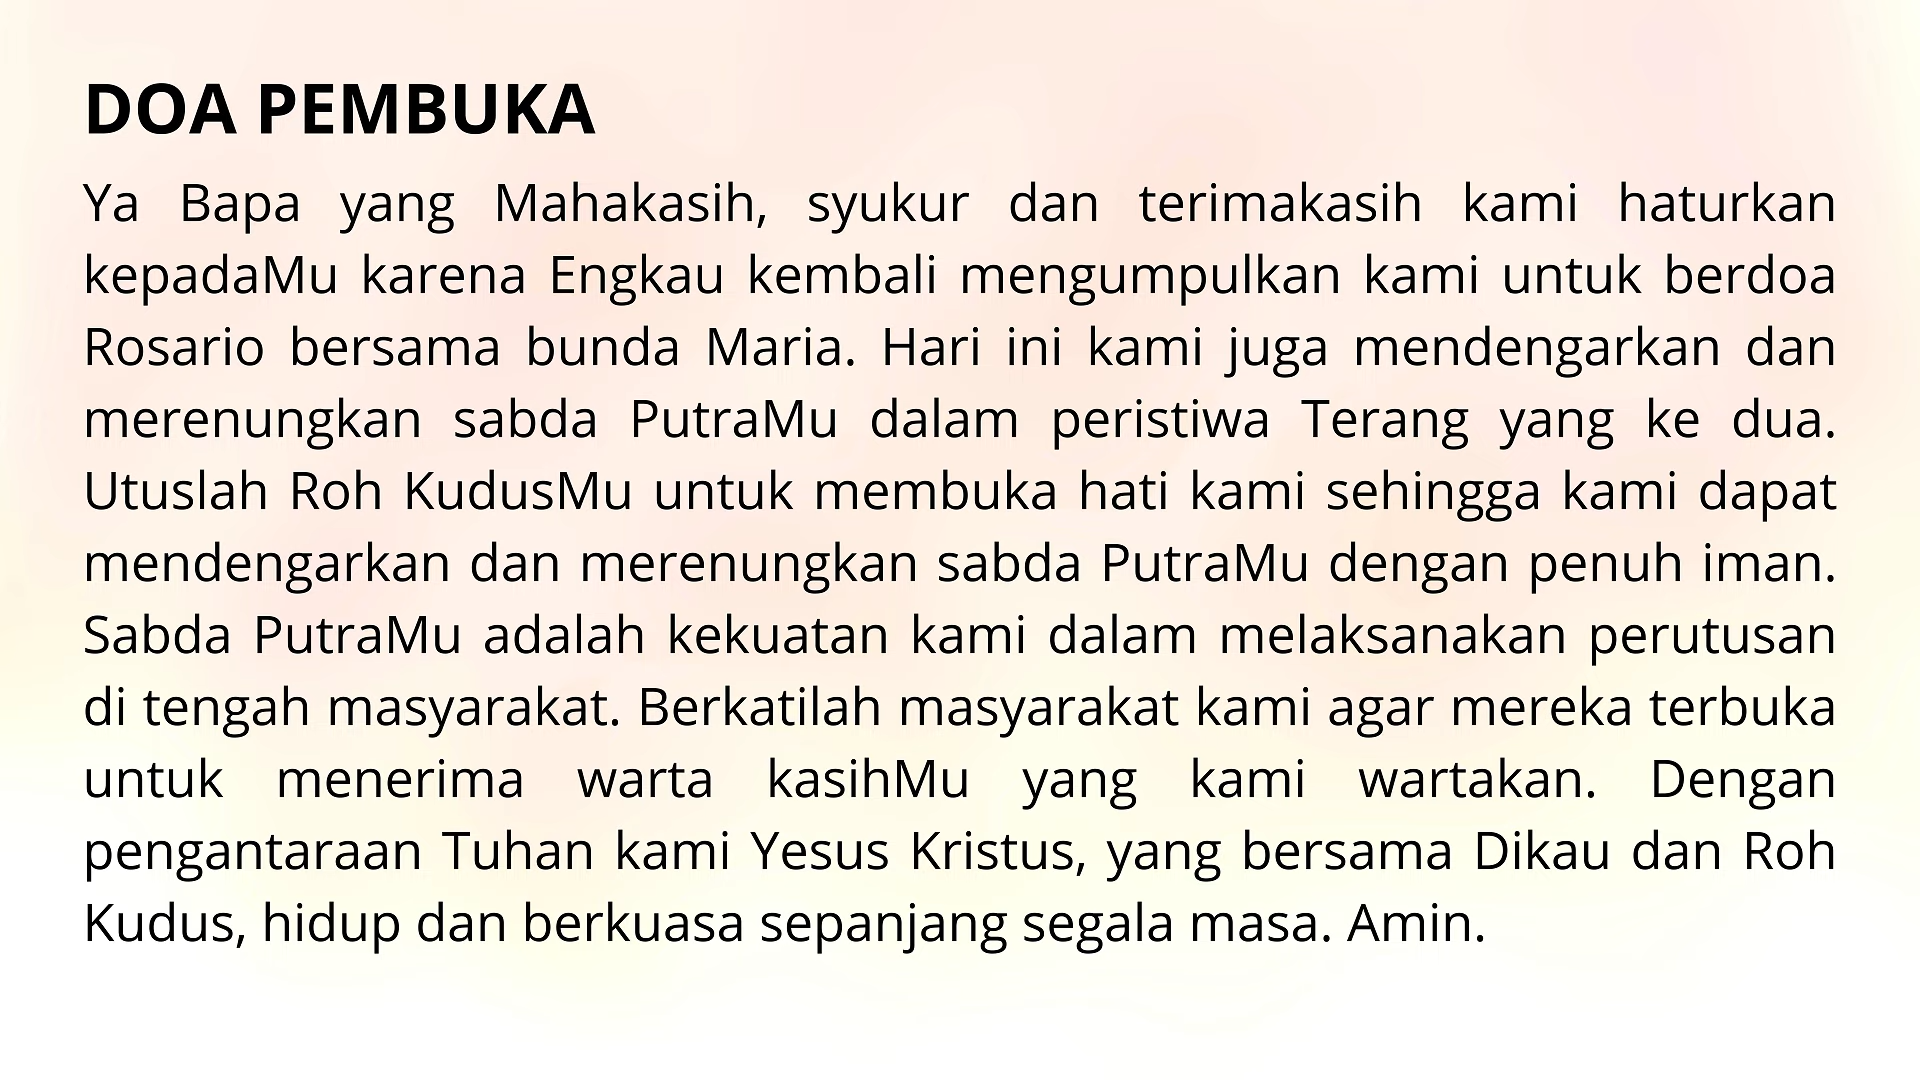 DOA PEMBUKA
Ya Bapa yang Mahakasih, syukur dan terimakasih kami haturkan
kepadaMu karena Engkau kembali mengumpulkan kami untuk berdoa
Rosario bersama bunda Maria. Hari ini kami juga mendengarkan dan
merenungkan sabda PutraMu dalam peristiwa Terang yang ke dua.
Utuslah Roh KudusMu untuk membuka hati kami sehingga kami dapat
mendengarkan dan merenungkan sabda PutraMu dengan penuh iman.
Sabda PutraMu adalah kekuatan kami dalam melaksanakan perutusan
di tengah masyarakat. Berkatilah masyarakat kami agar mereka terbuka
untuk menerima warta kasihMu yang kami wartakan. Dengan
pengantaraan Tuhan kami Yesus Kristus, yang bersama Dikau dan Roh
Kudus, hidup dan berkuasa sepanjang segala masa. Amin.